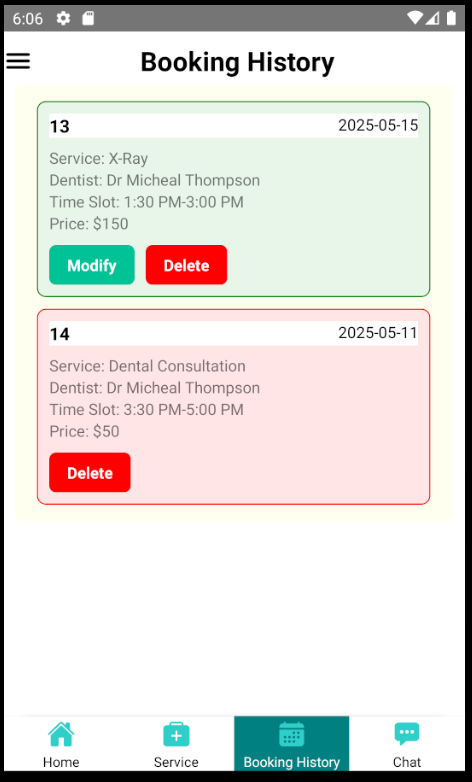 6:06
Booking History
13 2025-05-15
Service: X-Ray
Dentist: Dr Micheal Thompson
Time Slot: 1:30 PM-3:00 PM
Price: $150
Modify Delete
14 2025-05-11
Service: Dental Consultation
Dentist: Dr Micheal Thompson
Time Slot: 3:30 PM-5:00 PM
Price: $50
Delete
Home Service Booking History Chat